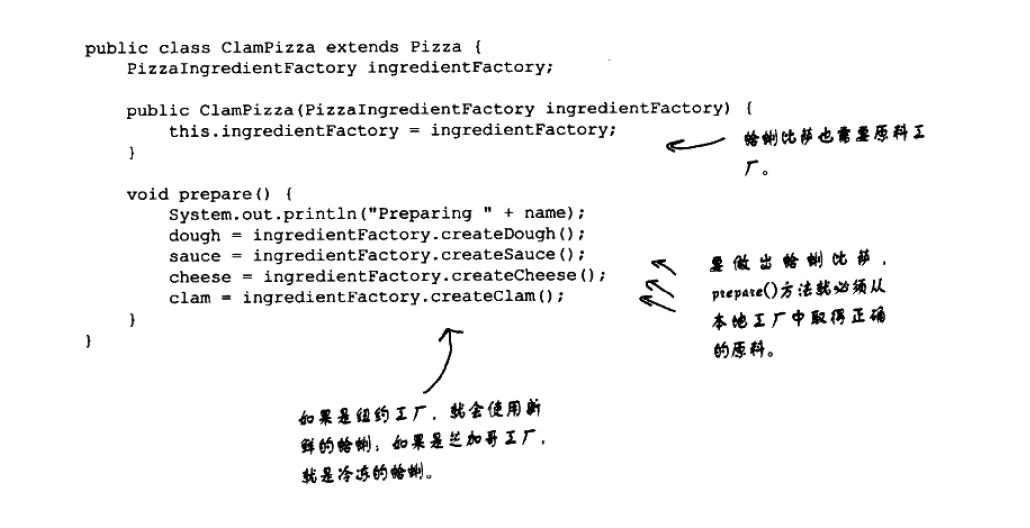 public class ClamPizza extends Pizza {
    PizzaIngredientFactory ingredientFactory;
    public ClamPizza(PizzaIngredientFactory ingredientFactory) {
        this.ingredientFactory = ingredientFactory;
    }
蛤蜊比萨也需要原料工
厂。
    void prepare() {
        System.out.println("Preparing " + name);
        dough = ingredientFactory.createDough();
        sauce = ingredientFactory.createSauce();
        cheese = ingredientFactory.createCheese();
        clam = ingredientFactory.createClam();
    }
}
要做出蛤蜊比萨，
prepare()方法就必须从
本地工厂中取得正确
的原料。
如果是纽约工厂，就会使用新
鲜的蛤蜊；如果是芝加哥工厂，
就是冷冻的蛤蜊。